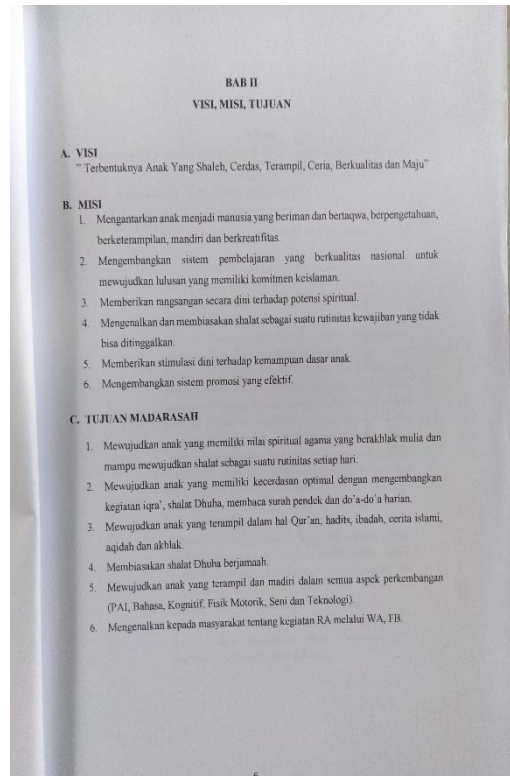 BAB II
VISI, MISI, TUJUAN
A. VISI
" Terbentuknya Anak Yang Shaleh, Cerdas, Terampil, Ceria, Berkualitas dan Maju"
B. MISI
1. Mengantarkan anak menjadi manusia yang beriman dan bertaqwa, berpengetahuan,
berketerampilan, mandiri dan berkreatifitas.
2. Mengembangkan sistem pembelajaran yang berkualitas nasional untuk
mewujudkan lulusan yang memiliki komitmen keislaman.
3. Memberikan rangsangan secara dini terhadap potensi spiritual.
4. Mengenalkan dan membiasakan shalat sebagai suatu rutinitas kewajiban yang tidak
bisa ditinggalkan.
5. Memberikan stimulasi dini terhadap kemampuan dasar anak.
6. Mengembangkan sistem promosi yang efektif.
C. TUJUAN MADARASAH
1. Mewujudkan anak yang memiliki nilai spiritual agama yang berakhlak mulia dan
mampu mewujudkan shalat sebagai suatu rutinitas setiap hari.
2. Mewujudkan anak yang memiliki kecerdasan optimal dengan mengembangkan
kegiatan iqra', shalat Dhuha, membaca surah pendek dan do'a-do'a harian.
3. Mewujudkan anak yang terampil dalam hal Qur'an, hadits, ibadah, cerita islami,
aqidah dan akhlak.
4. Membiasakan shalat Dhuha berjamaah.
5. Mewujudkan anak yang terampil dan madiri dalam semua aspek perkembangan
(PAI, Bahasa, Kognitif, Fisik Motorik, Seni dan Teknologi).
6. Mengenalkan kepada masyarakat tentang kegiatan RA melalui WA, FB.